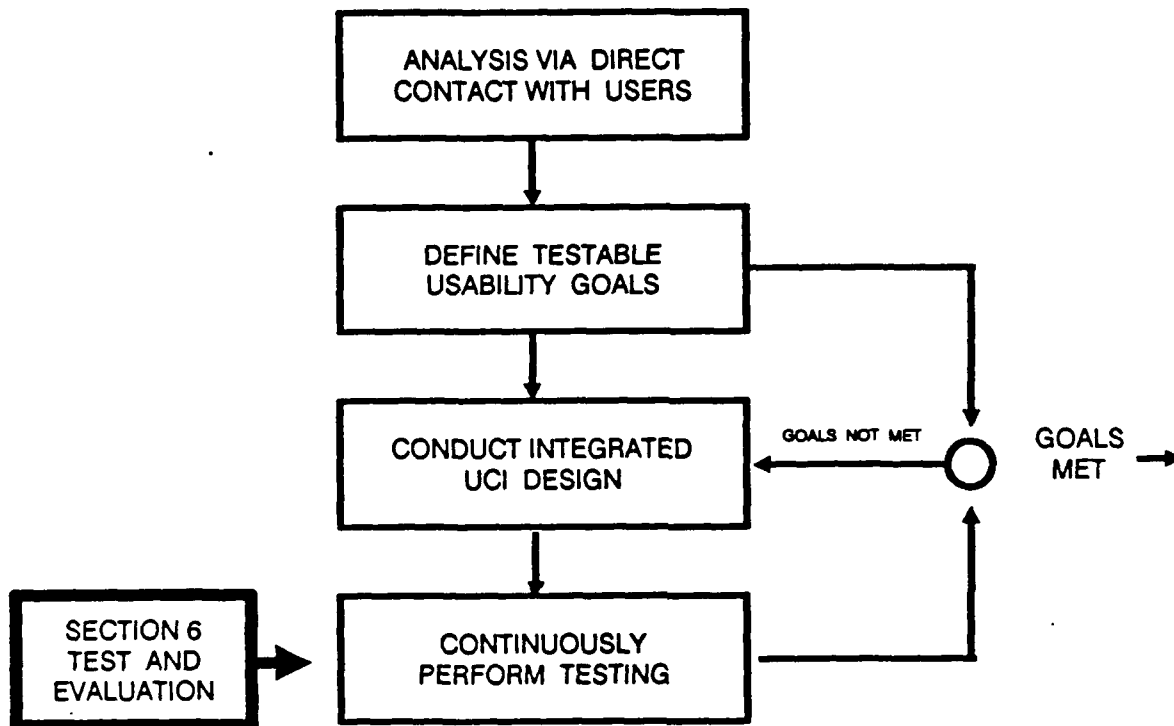 ANALYSIS VIA DIRECT
CONTACT WITH USERS
DEFINE TESTABLE
USABILITY GOALS
CONDUCT INTEGRATED
UCI DESIGN
GOALS NOT MET
GOALS
MET
SECTION 6
TEST AND
EVALUATION
CONTINUOUSLY
PERFORM TESTING